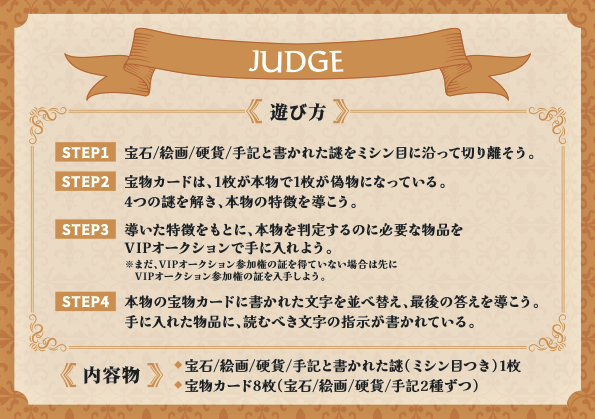 JUDGE
遊び方
STEP1 宝石/絵画/硬貨/手記と書かれた謎をミシン目に沿って切り離そう。
STEP2 宝物カードは、1枚が本物で1枚が偽物になっている。
4つの謎を解き、本物の特徴を導こう。
STEP3 導いた特徴をもとに、本物を判定するのに必要な物品を
VIPオークションで手に入れよう。
※まだ、VIPオークション参加権の証を得ていない場合は先に
VIPオークション参加権の証を入手しよう。
STEP4 本物の宝物カードに書かれた文字を並べ替え、最後の答えを導こう。
手に入れた物品に、読むべき文字の指示が書かれている。
内容物
◆宝石/絵画/硬貨/手記と書かれた謎(ミシン目つき)1枚
◆宝物カード8枚(宝石/絵画/硬貨/手記2種ずつ)